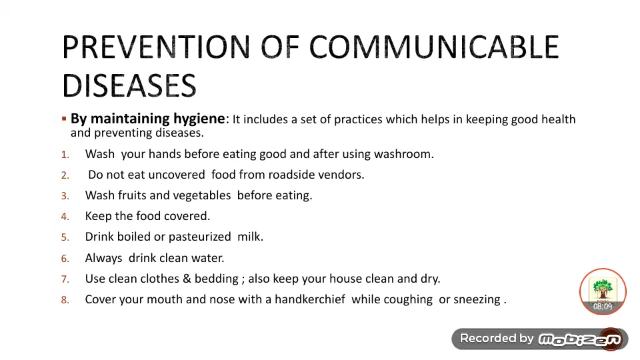 PREVENTION OF COMMUNICABLE
DISEASES
▪ By maintaining hygiene: It includes a set of practices which helps in keeping good health
and preventing diseases.
1. Wash your hands before eating good and after using washroom.
2. Do not eat uncovered food from roadside vendors.
3. Wash fruits and vegetables before eating.
4. Keep the food covered.
5. Drink boiled or pasteurized milk.
6. Always drink clean water.
7. Use clean clothes & bedding ; also keep your house clean and dry.
8. Cover your mouth and nose with a handkerchief while coughing or sneezing .
08:09
Recorded by mobizen